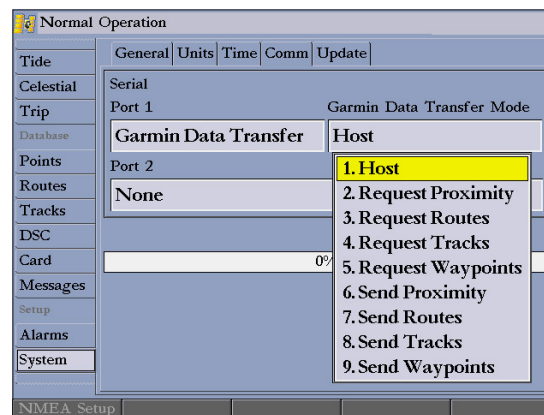 Normal Operation
General Units Time Comm Update
Tide
Celestial
Trip
Database
Points
Routes
Tracks
DSC
Card
Messages
Setup
Alarms
System
Serial
Port 1 Garmin Data Transfer Mode
Garmin Data Transfer Host
Port 2
None
1. Host
2. Request Proximity
3. Request Routes
4. Request Tracks
5. Request Waypoints
6. Send Proximity
7. Send Routes
8. Send Tracks
9. Send Waypoints
0%
NMEA Setup